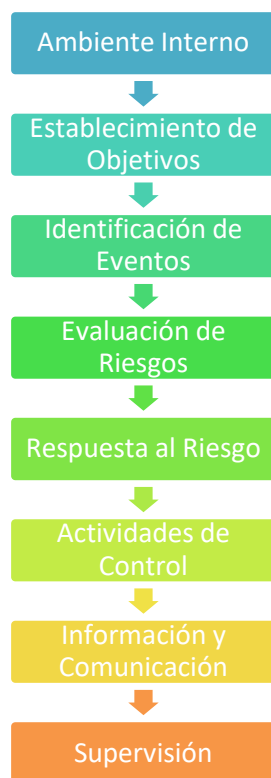 Ambiente Interno
Establecimiento de
Objetivos
Identificación de
Eventos
Evaluación de
Riesgos
Respuesta al Riesgo
Actividades de
Control
Información y
Comunicación
Supervisión